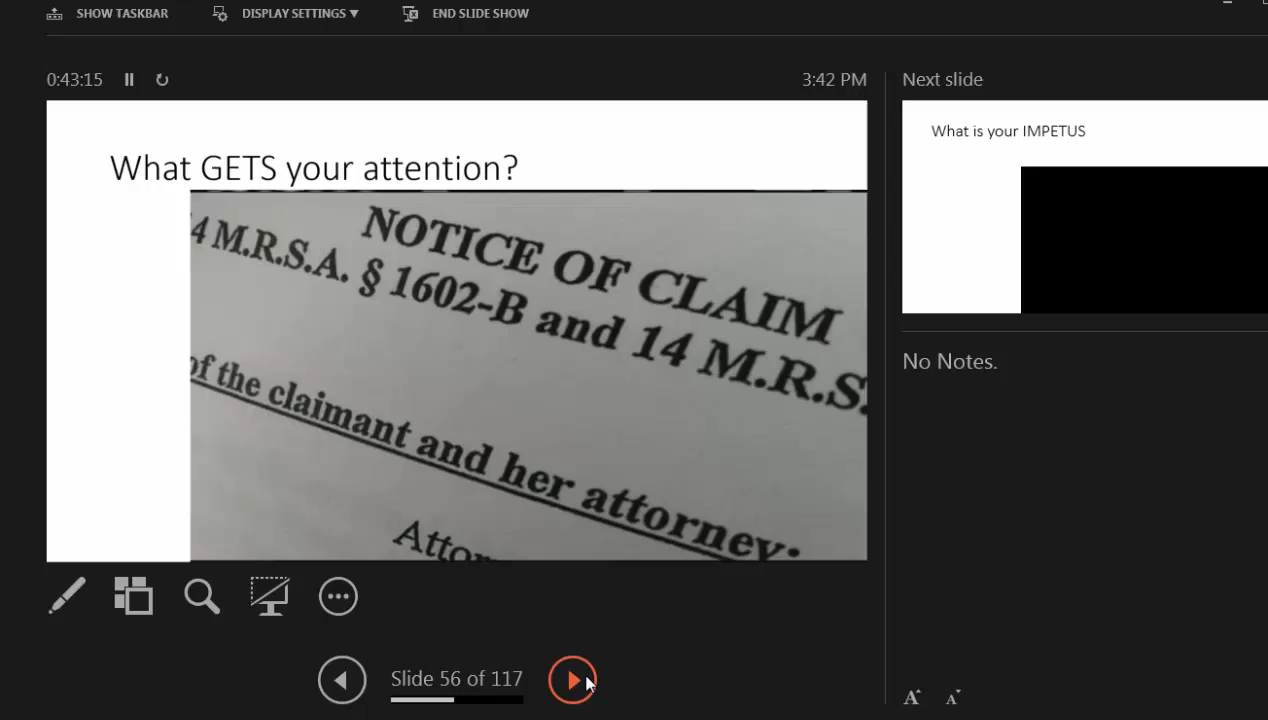 SHOW TASKBAR
DISPLAY SETTINGS ▼
END SLIDE SHOW
0:43:15
3:42 PM
What GETS your attention?
NOTICE OF CLAIM
4 M.R.S.A. § 1602-B and 14 M.R.S.
of the claimant and her attorney:
Attor
Slide 56 of 117
Next slide
What is your IMPETUS
No Notes.
A A